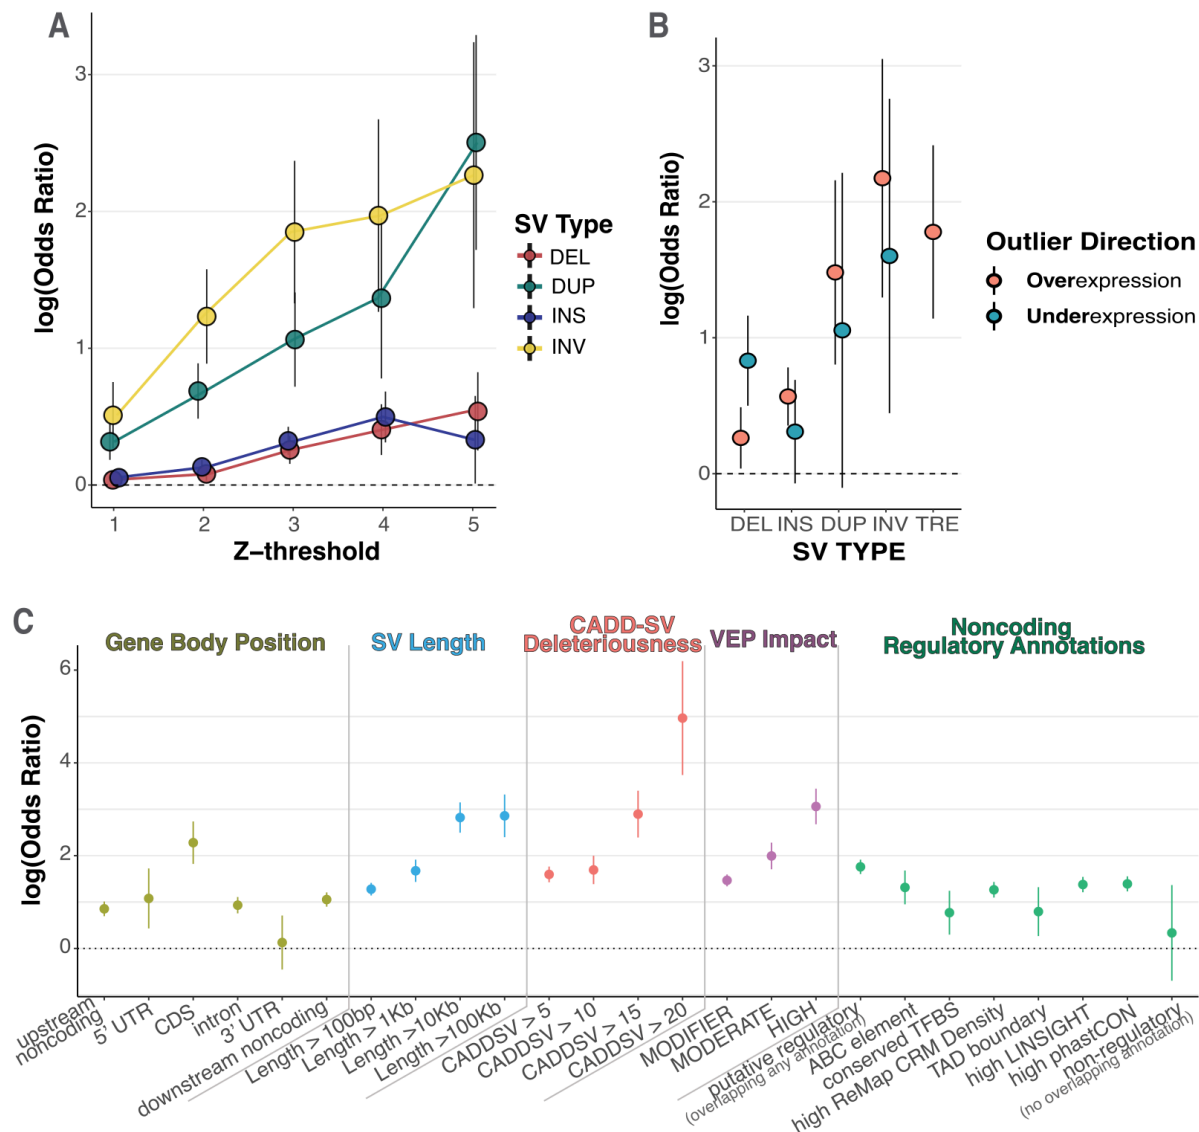 A
log(Odds Ratio)
3
2
1
0
1 2 3 4 5
Z−threshold
SV Type
DEL
DUP
INS
INV
B
log(Odds Ratio)
3
2
1
0
DEL INS DUP INV TRE
SV TYPE
Outlier Direction
Overexpression
Underexpression
C
Gene Body Position
SV Length
CADD-SV
Deleteriousness
VEP Impact
Noncoding
Regulatory Annotations
log(Odds Ratio)
6
4
2
0
upstream
noncoding
5' UTR
CDS
intron
3' UTR
downstream noncoding
Length > 100bp
Length > 1Kb
Length >10Kb
Length >100Kb
CADDSV > 5
CADDSV > 10
CADDSV > 15
CADDSV > 20
MODIFIER
MODERATE
HIGH
putative regulatory
(overlapping any annotation)
ABC element
conserved TFBS
high ReMap CRM Density
TAD boundary
high LINSIGHT
high phastCON
non-regulatory
(no overlapping annotation)